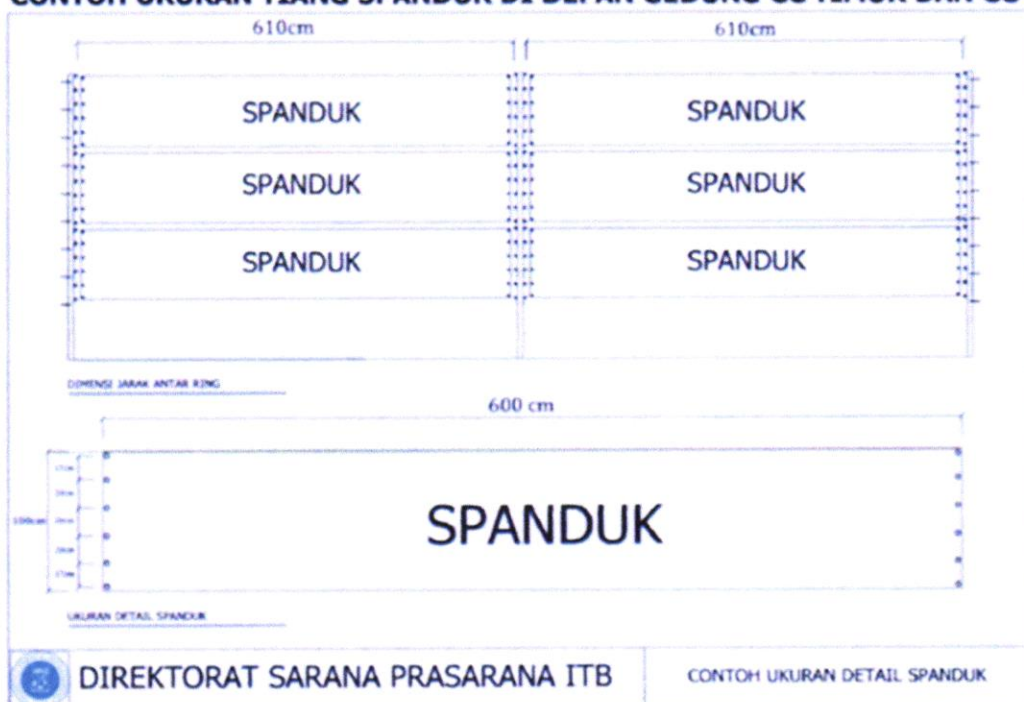 610cm 610cm
SPANDUK SPANDUK
SPANDUK SPANDUK
SPANDUK SPANDUK
DIMENSI JARAK ANTAR RING
600 cm
100cm
SPANDUK
UKURAN DETAIL SPANDUK
DIREKTORAT SARANA PRASARANA ITB
CONTOH UKURAN DETAIL SPANDUK